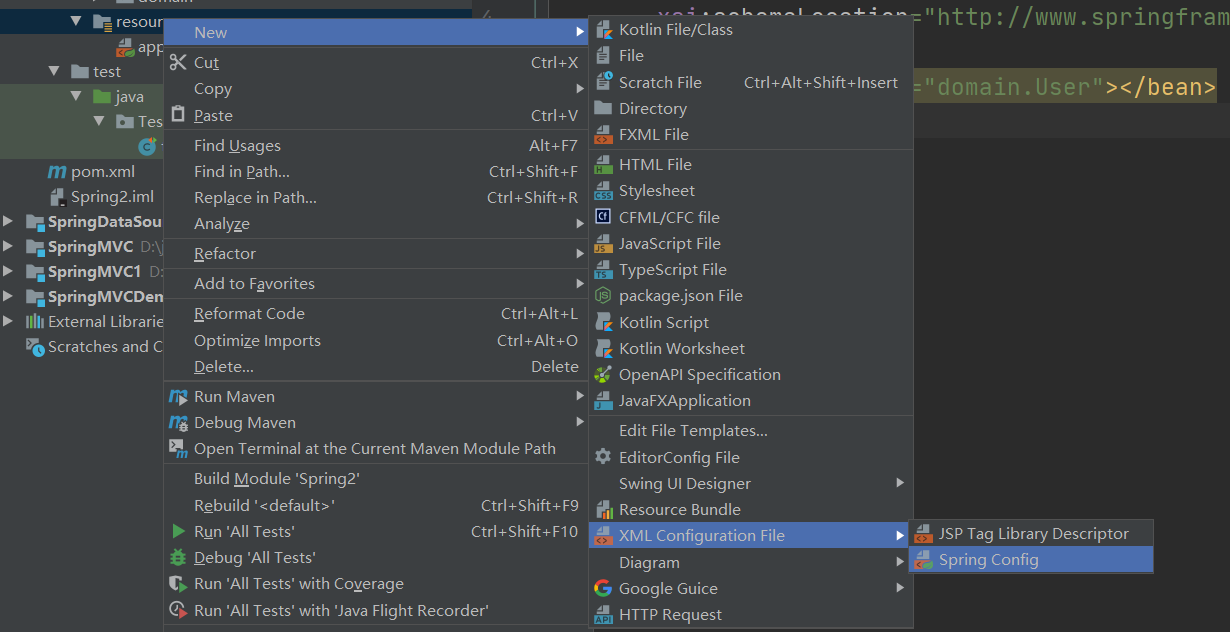 domain
resour
app
test
java
Tes
pom.xml
Spring2.iml
SpringDataSou
SpringMVC D:\j
SpringMVC1 D:
SpringMVCDem
External Librarie
Scratches and C
New
Cut Ctrl+X
Copy
Paste Ctrl+V
Find Usages Alt+F7
Find in Path... Ctrl+Shift+F
Replace in Path... Ctrl+Shift+R
Analyze
Refactor
Add to Favorites
Reformat Code Ctrl+Alt+L
Optimize Imports Ctrl+Alt+O
Delete... Delete
Run Maven
Debug Maven
Open Terminal at the Current Maven Module Path
Build Module 'Spring2'
Rebuild '<default>' Ctrl+Shift+F9
Run 'All Tests' Ctrl+Shift+F10
Debug 'All Tests'
Run 'All Tests' with Coverage
Run 'All Tests' with 'Java Flight Recorder'
Kotlin File/Class
File
Scratch File Ctrl+Alt+Shift+Insert
Directory
FXML File
HTML File
Stylesheet
CFML/CFC file
JavaScript File
TypeScript File
package.json File
Kotlin Script
Kotlin Worksheet
OpenAPI Specification
JavaFXApplication
Edit File Templates...
EditorConfig File
Swing UI Designer
Resource Bundle
XML Configuration File
Diagram
Google Guice
HTTP Request
JSP Tag Library Descriptor
Spring Config
xsi:schemaLocation="http://www.springfram
="domain.User"></bean>